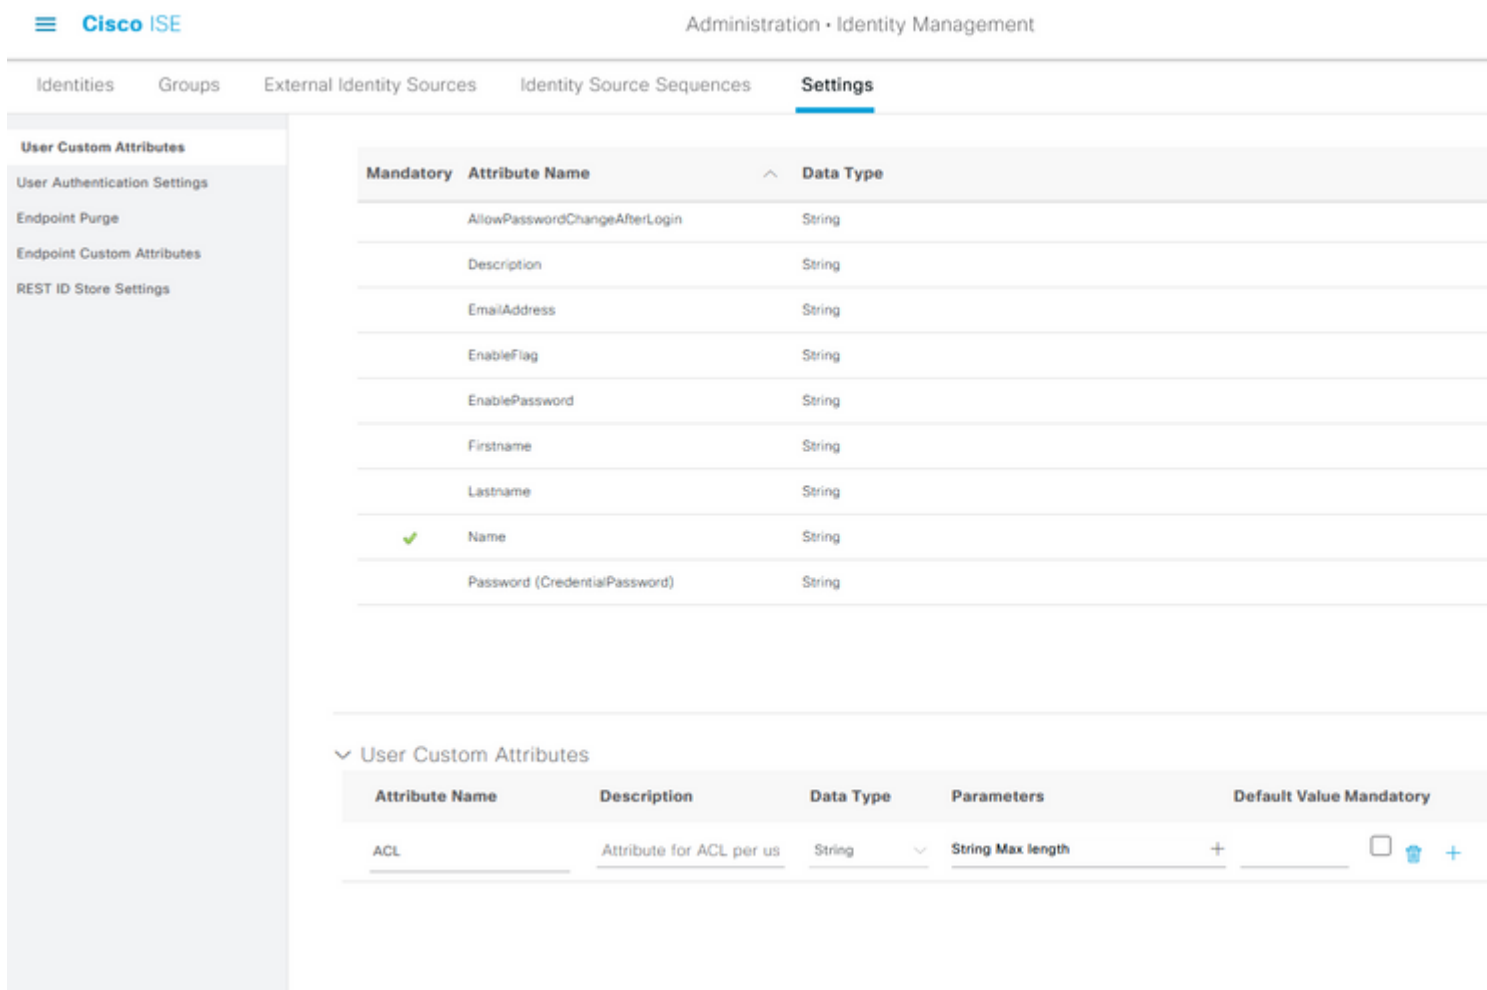 Cisco ISE
Administration · Identity Management
Identities Groups External Identity Sources Identity Source Sequences Settings
User Custom Attributes
User Authentication Settings
Endpoint Purge
Endpoint Custom Attributes
REST ID Store Settings
Mandatory Attribute Name Data Type
AllowPasswordChangeAfterLogin String
Description String
EmailAddress String
EnableFlag String
EnablePassword String
Firstname String
Lastname String
Name String
Password (CredentialPassword) String
User Custom Attributes
Attribute Name Description Data Type Parameters Default Value Mandatory
ACL Attribute for ACL per us String String Max length